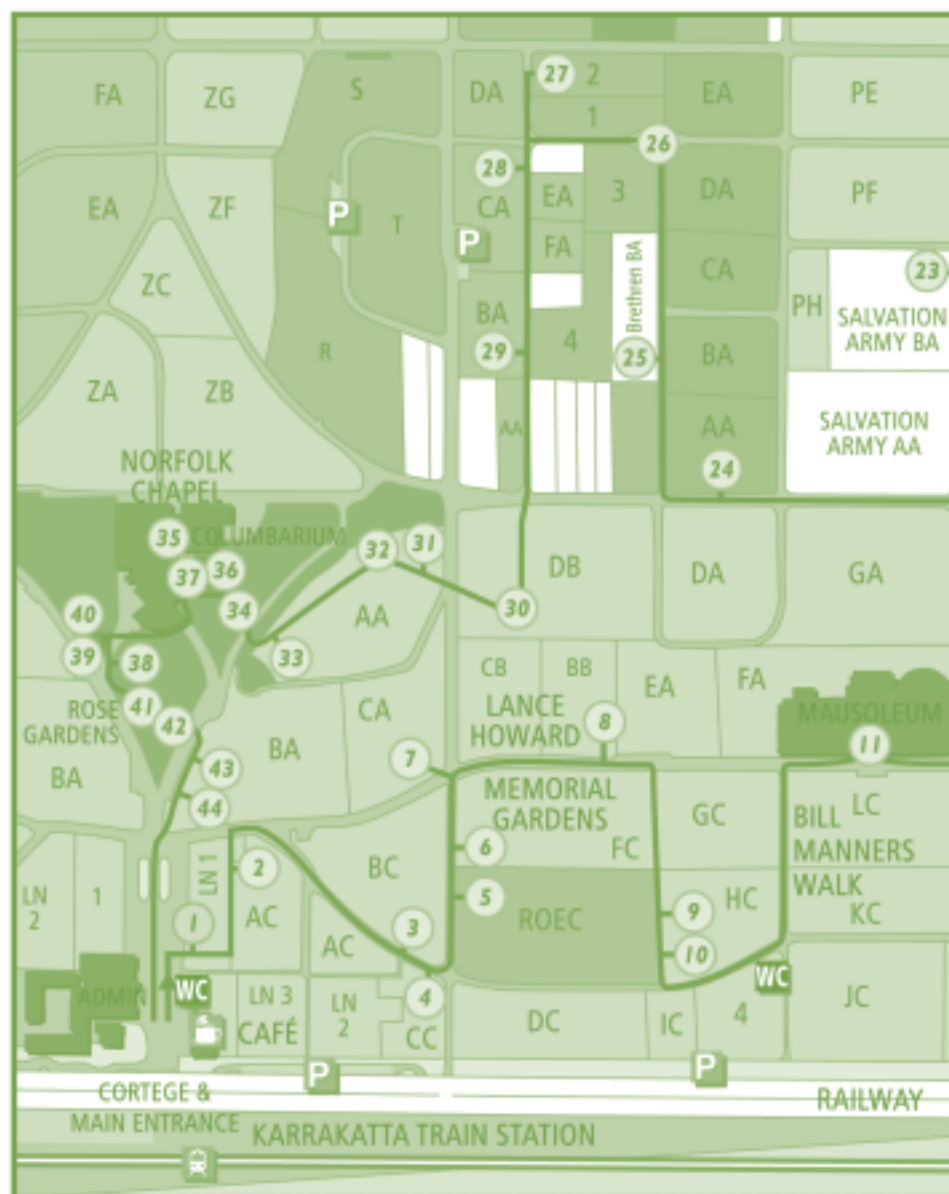 FA
ZG
S
DA
27
2
1
EA
PE
26
28
EA
ZF
P
T
CA
P
EA
3
DA
PF
FA
CA
23
ZC
BA
Brethren BA
PH
SALVATION
ARMY BA
29
R
4
25
BA
ZA
ZB
AA
AA
SALVATION
ARMY AA
24
NORFOLK
CHAPEL
35
COLUMBARIUM
32
31
37
36
DB
DA
GA
40
34
30
AA
39
38
33
CB
BB
EA
FA
41
42
ROSE
GARDENS
CA
LANCE
HOWARD
8
MAUSOLEUM
11
BA
BA
43
7
44
MEMORIAL
GARDENS
FC
GC
LC
BILL
MANNERS
WALK
KC
6
LN
2
1
LN 1
2
BC
5
HC
1
AC
3
ROEC
9
AC
10
ADMIN
WC
LN 3
CAFÉ
LN
2
4
CC
DC
IC
4
WC
JC
P
P
CORTEGE &
MAIN ENTRANCE
RAILWAY
KARRAKATTA TRAIN STATION